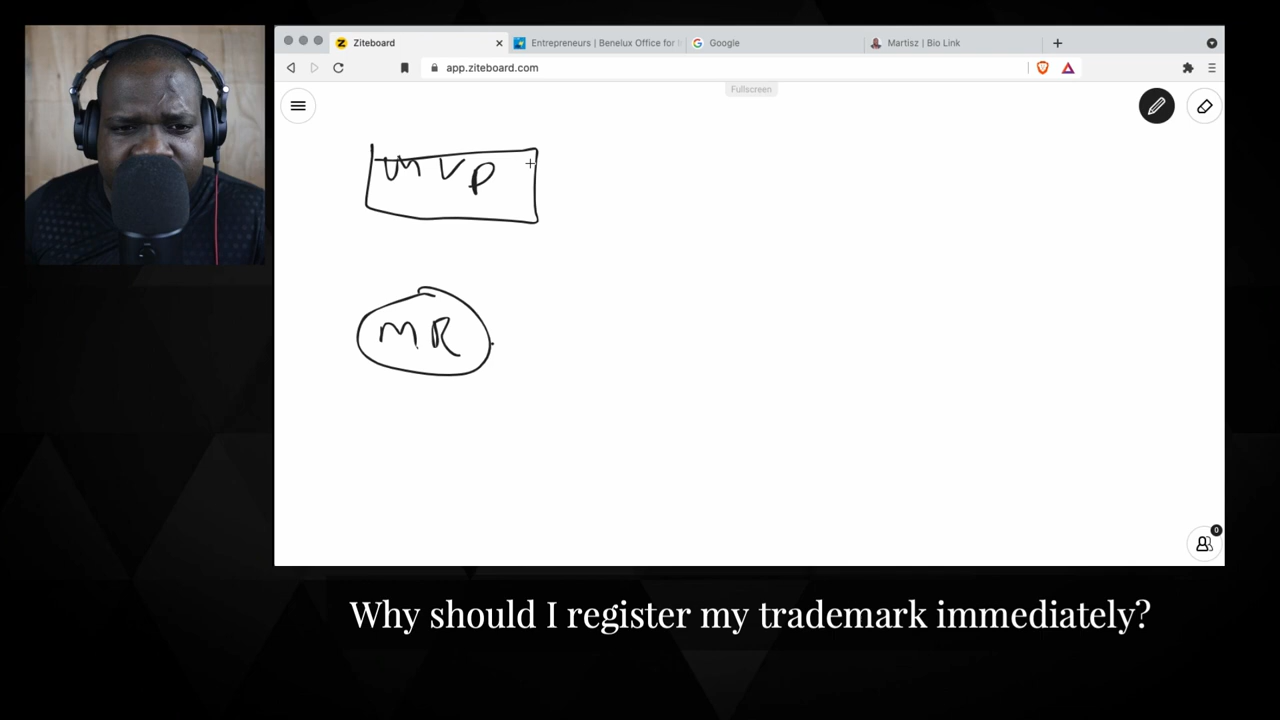 Ziteboard
Entrepreneurs | Benelux Office for
Google
Martisz | Bio Link
app.ziteboard.com
Fullscreen
MVP
MR
0
Why should I register my trademark immediately?